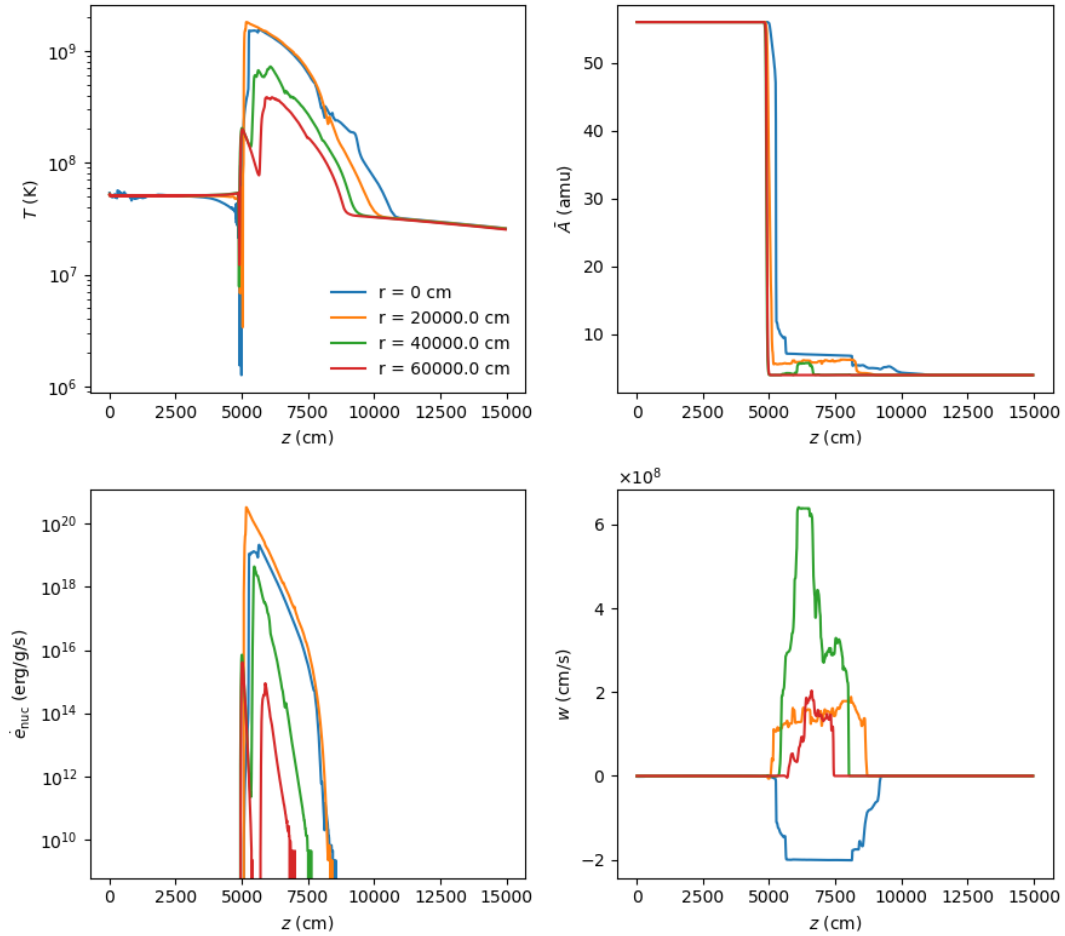 10⁹
10⁸
10⁷
10⁶
T (K)
r = 0 cm
r = 20000.0 cm
r = 40000.0 cm
r = 60000.0 cm
0 2500 5000 7500 10000 12500 15000
z (cm)
50
40
30
20
10
Ā (amu)
0 2500 5000 7500 10000 12500 15000
z (cm)
10²⁰
10¹⁸
10¹⁶
10¹⁴
10¹²
10¹⁰
ėnuc (erg/g/s)
0 2500 5000 7500 10000 12500 15000
z (cm)
×10⁸
6
4
2
0
−2
w (cm/s)
0 2500 5000 7500 10000 12500 15000
z (cm)